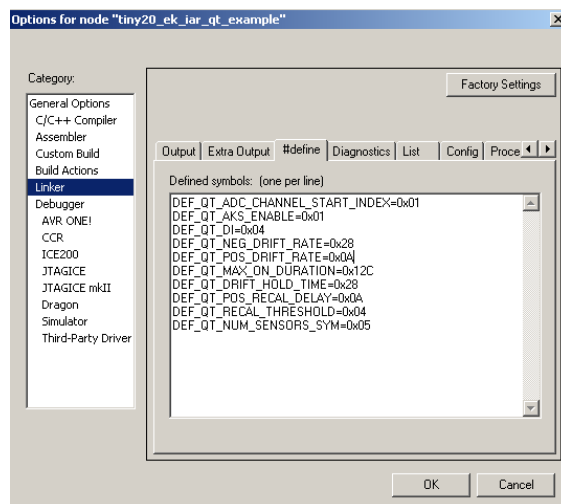 Options for node "tiny20_ek_iar_qt_example"
Category:
Factory Settings
General Options
C/C++ Compiler
Assembler
Custom Build
Build Actions
Linker
Debugger
AVR ONE!
CCR
ICE200
JTAGICE
JTAGICE mkII
Dragon
Simulator
Third-Party Driver
Output Extra Output #define Diagnostics List Config Proce
Defined symbols: (one per line)
DEF_QT_ADC_CHANNEL_START_INDEX=0x01
DEF_QT_AKS_ENABLE=0x01
DEF_QT_DI=0x04
DEF_QT_NEG_DRIFT_RATE=0x28
DEF_QT_POS_DRIFT_RATE=0x0A
DEF_QT_MAX_ON_DURATION=0x12C
DEF_QT_DRIFT_HOLD_TIME=0x28
DEF_QT_POS_RECAL_DELAY=0x0A
DEF_QT_RECAL_THRESHOLD=0x04
DEF_QT_NUM_SENSORS_SYM=0x05
OK Cancel